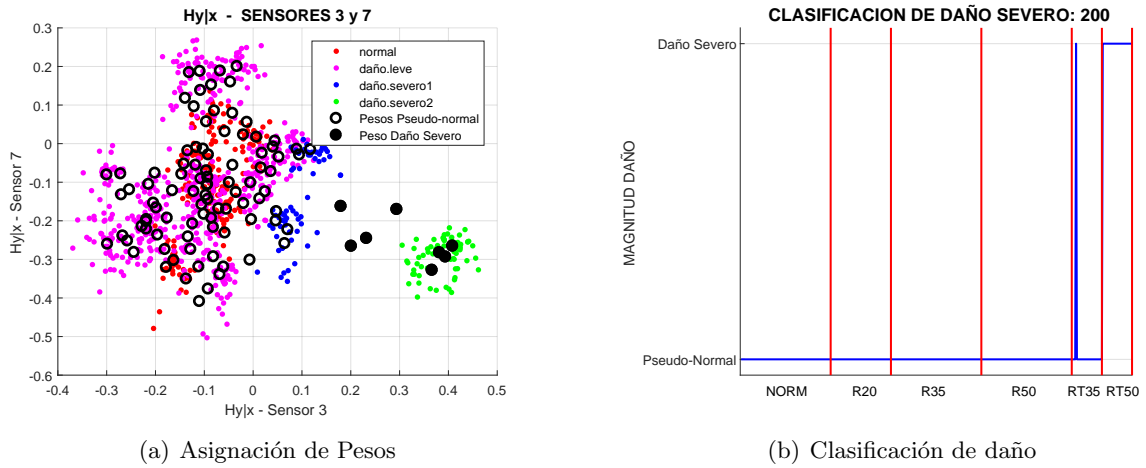 Hy|x - SENSORES 3 y 7
Hy|x - Sensor 7
0.3
0.2
0.1
0
-0.1
-0.2
-0.3
-0.4
-0.5
-0.6
-0.4
-0.3
-0.2
-0.1
0
0.1
0.2
0.3
0.4
0.5
Hy|x - Sensor 3
normal
daño.leve
daño.severo1
daño.severo2
Pesos Pseudo-normal
Peso Daño Severo
(a) Asignación de Pesos
CLASIFICACION DE DAÑO SEVERO: 200
MAGNITUD DAÑO
Daño Severo
Pseudo-Normal
NORM
R20
R35
R50
RT35
RT50
(b) Clasificación de daño